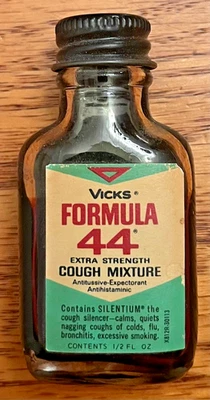 VICKS®
FORMULA
44®
EXTRA STRENGTH
COUGH MIXTURE
Antitussive-Expectorant
Antihistaminic
Contains SILENTIUM® the
cough silencer—calms, quiets
nagging coughs of colds, flu,
bronchitis, excessive smoking.
CONTENTS 1/2 FL OZ